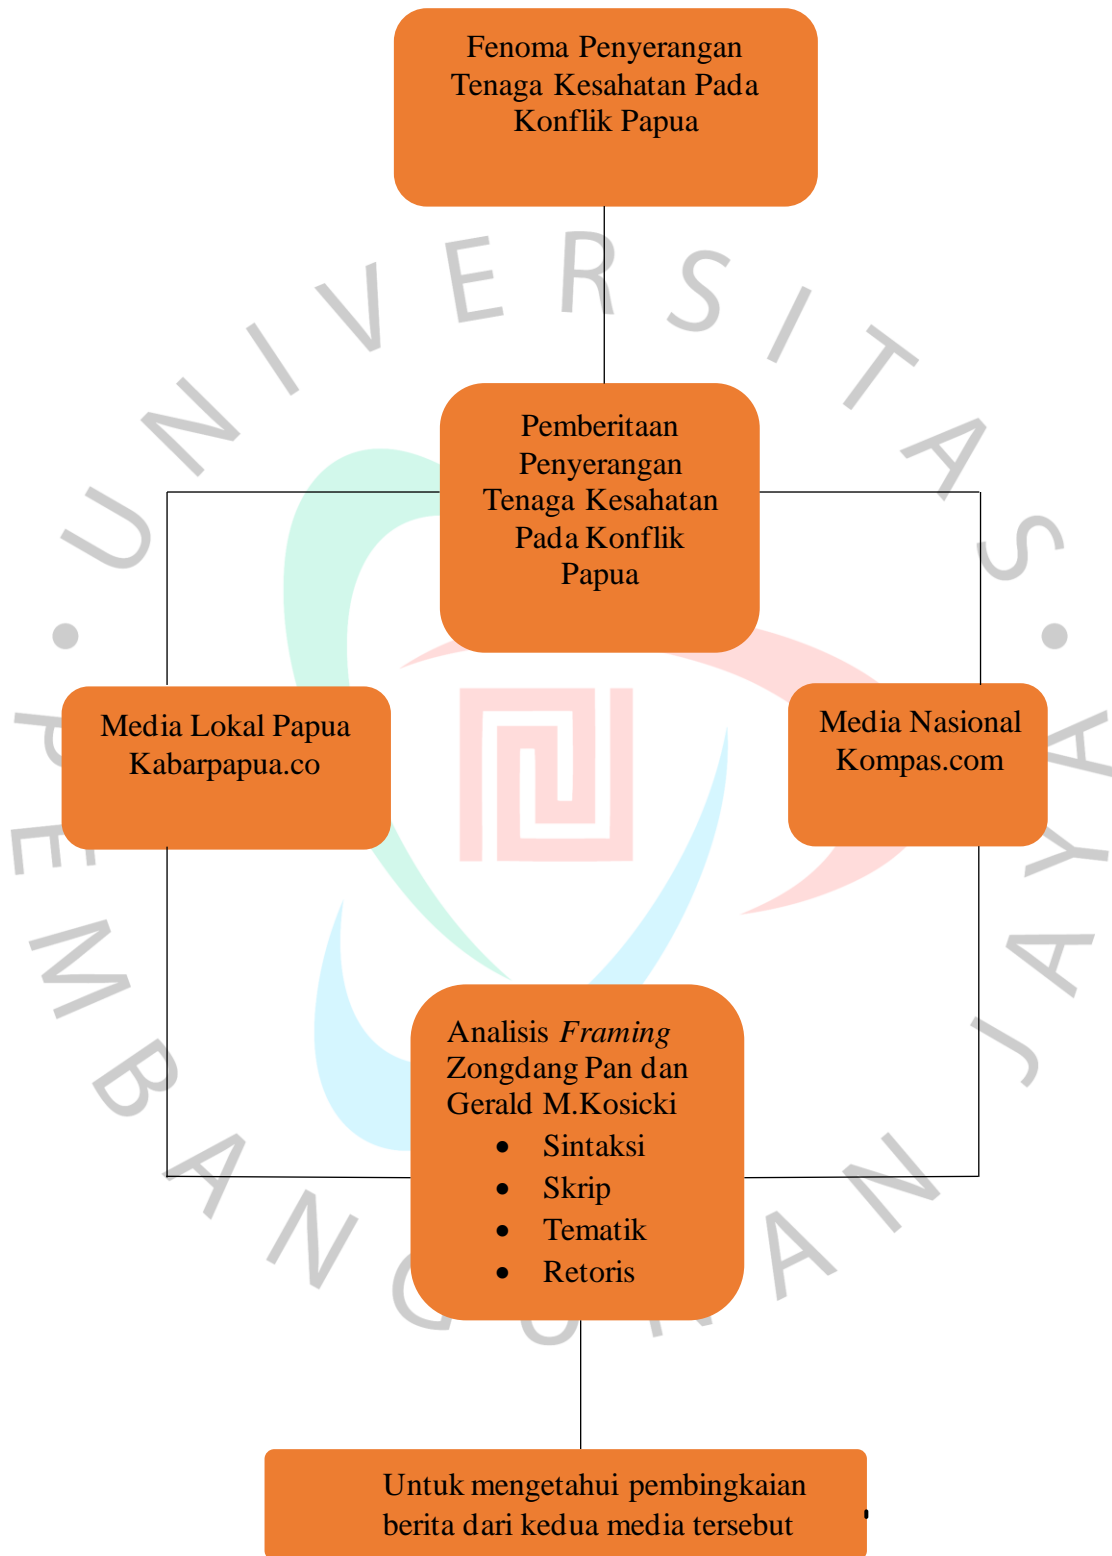 Fenoma Penyerangan
Tenaga Kesahatan Pada
Konflik Papua
Pemberitaan
Penyerangan
Tenaga Kesahatan
Pada Konflik
Papua
Media Lokal Papua
Kabarpapua.co
Media Nasional
Kompas.com
Analisis Framing
Zongdang Pan dan
Gerald M.Kosicki
• Sintaksi
• Skrip
• Tematik
• Retoris
Untuk mengetahui pembingkaian
berita dari kedua media tersebut
UNIVERSITAS
PEMBANGUNAN JAYA